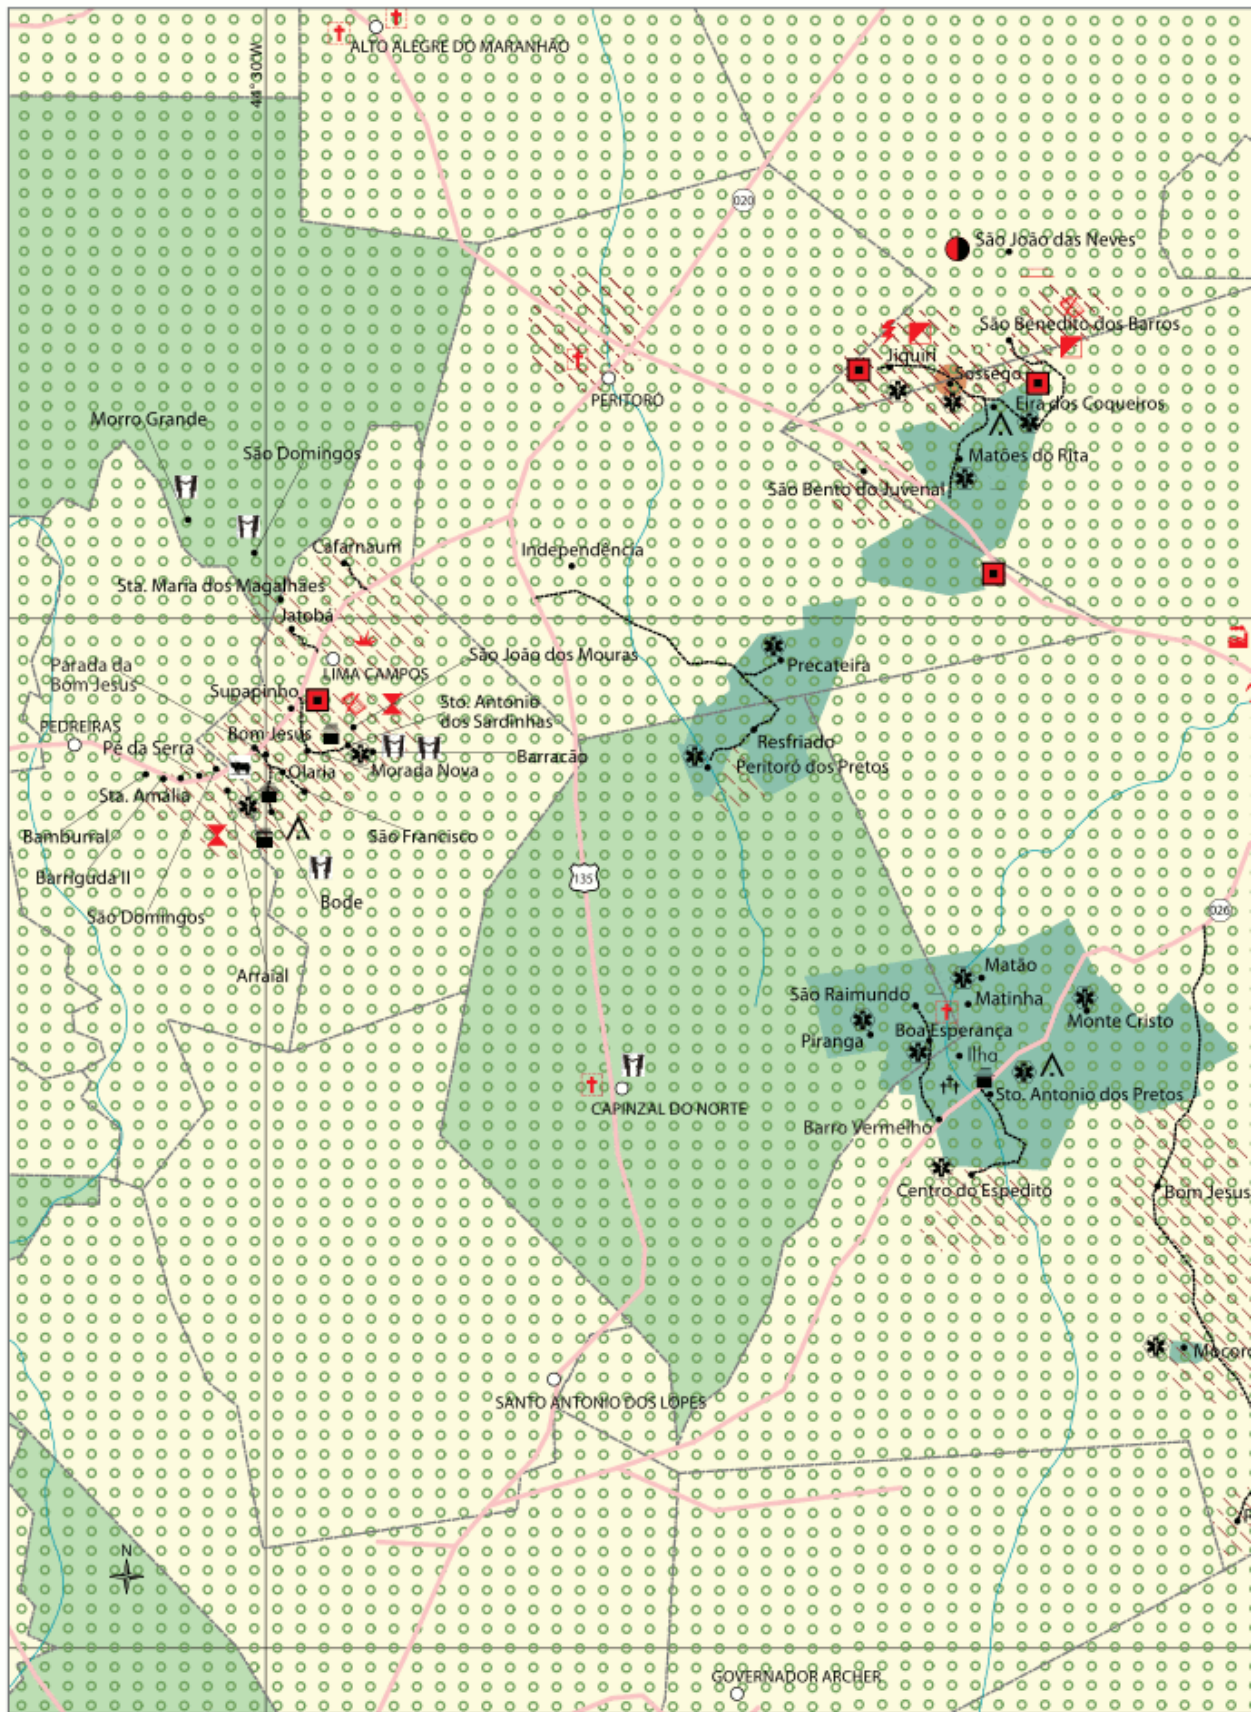 44°30'W
ALTO ALEGRE DO MARANHÃO
020
São João das Neves
São Benedito dos Barros
Jiquiri
Sossego
PERITORÓ
Eira dos Coqueiros
Morro Grande
São Domingos
Matões do Rita
São Bento do Juvenal
Cafarnaum
Independência
Sta. Maria dos Magalhães
Jatobá
São João dos Mouras
Precateira
Parada da
Bom Jesus
LIMA CAMPOS
Supapinho
Sto. Antonio
dos Sardinhas
PEDREIRAS
Bom Jesus
Resfriado
Pé da Serra
Barracão
Olaria
Morada Nova
Peritoró dos Pretos
Sta. Amália
Bamburral
São Francisco
Barriguda II
135
Bode
São Domingos
026
Arraial
Matão
São Raimundo
Matinha
Monte Cristo
Boa Esperança
Piranga
Ilha
Sto. Antonio dos Pretos
CAPINZAL DO NORTE
Barro Vermelho
Centro do Espedito
Bom Jesus
Mocoro
SANTO ANTONIO DOS LOPES
N
GOVERNADOR ARCHER